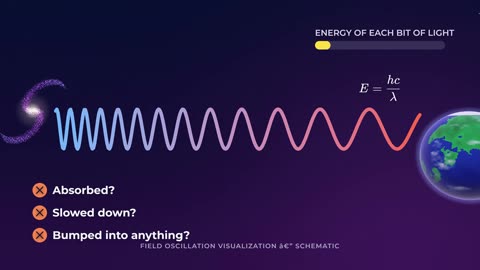 ENERGY OF EACH BIT OF LIGHT
E = hc/λ
Absorbed?
Slowed down?
Bumped into anything?
FIELD OSCILLATION VISUALIZATION â€” SCHEMATIC